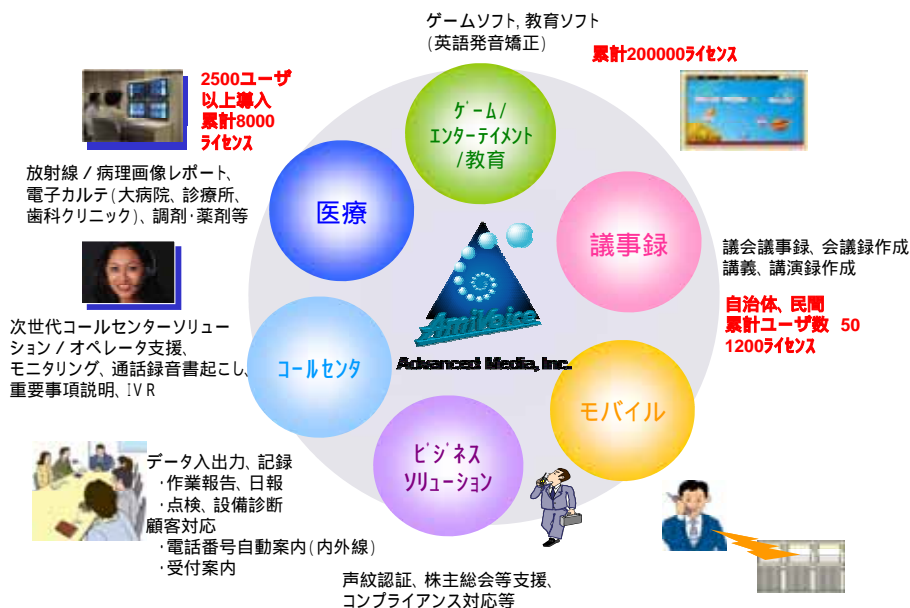 ゲームソフト, 教育ソフト
(英語発音矯正)
累計200000ライセンス
2500ユーザ
以上導入
累計8000
ライセンス
ゲーム/
エンターテイメント
/教育
放射線 / 病理画像レポート、
電子カルテ(大病院、診療所、
歯科クリニック)、調剤・薬剤等
医療
議事録
議会議事録、会議録作成
講義、講演録作成
自治体、民間
累計ユーザ数 50
1200ライセンス
AmiVoice
Advanced Media, Inc.
次世代コールセンターソリュー
ション / オペレータ支援、
モニタリング、通話録音書起こし、
重要事項説明、IVR
コールセンタ
モバイル
ビジネス
ソリューション
データ入出力、記録
・作業報告、日報
・点検、設備診断
顧客対応
・電話番号自動案内(内外線)
・受付案内
声紋認証、株主総会等支援、
コンプライアンス対応等